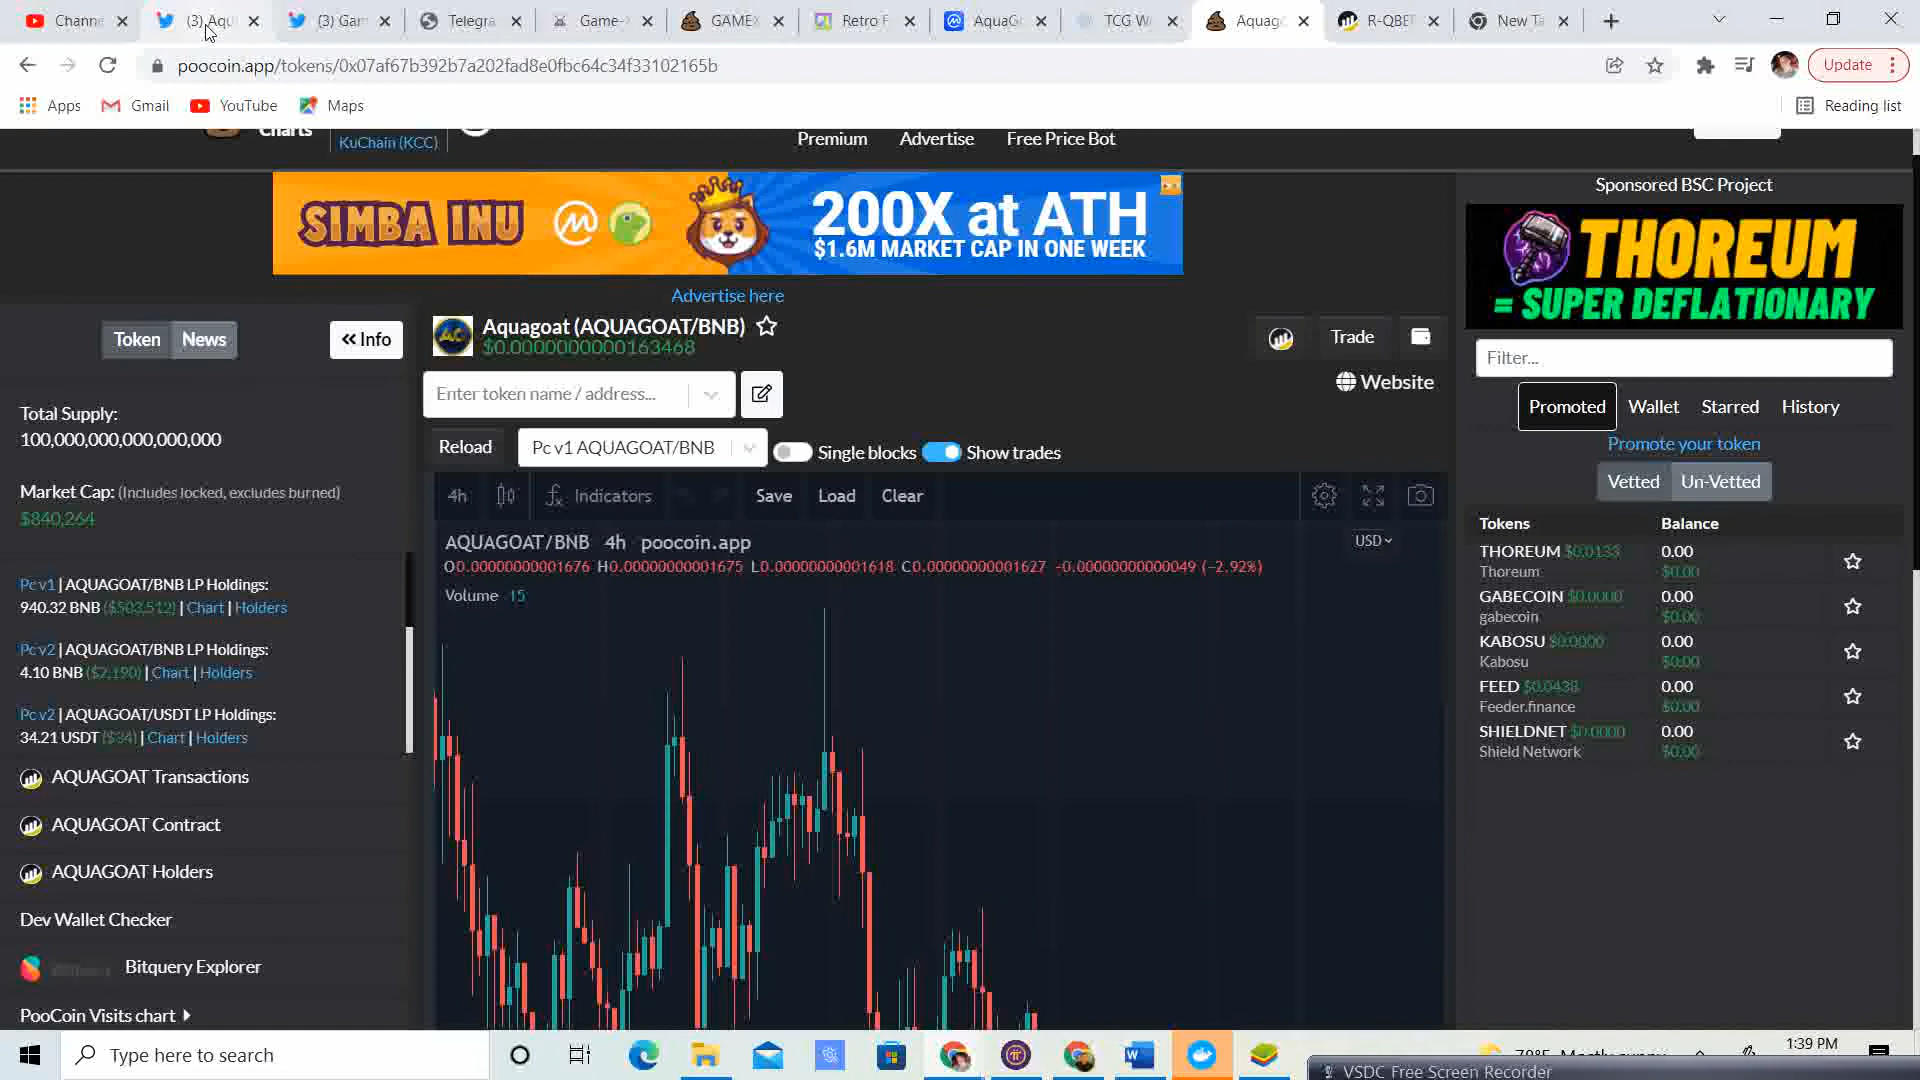 Channe
(3) Aqu
(3) Gam
Telegra
Game-
GAMEX
Retro F
AquaGo
TCG W
Aquago
R-QBE
New Ta
poocoin.app/tokens/0x07af67b392b7a202fad8e0fbc64c34f33102165b
Update
Apps
Gmail
YouTube
Maps
Reading list
Charts
KuChain (KCC)
Premium
Advertise
Free Price Bot
SIMBA INU
200X at ATH
$1.6M MARKET CAP IN ONE WEEK
Advertise here
Sponsored BSC Project
THOREUM
= SUPER DEFLATIONARY
Token
News
Info
Aquagoat (AQUAGOAT/BNB)
$0.0000000000163468
Trade
Website
Enter token name / address...
Reload
Pc v1 AQUAGOAT/BNB
Single blocks
Show trades
Total Supply:
100,000,000,000,000,000
Market Cap: (Includes locked, excludes burned)
$840,264
Pc v1 | AQUAGOAT/BNB LP Holdings:
940.32 BNB ($503,512) | Chart | Holders
Pc v2 | AQUAGOAT/BNB LP Holdings:
4.10 BNB ($2,190) | Chart | Holders
Pc v2 | AQUAGOAT/USDT LP Holdings:
34.21 USDT ($34) | Chart | Holders
AQUAGOAT Transactions
AQUAGOAT Contract
AQUAGOAT Holders
Dev Wallet Checker
Bitquery Explorer
PooCoin Visits chart
4h
Indicators
Save
Load
Clear
AQUAGOAT/BNB 4h poocoin.app
USD
O0.00000000001676 H0.00000000001675 L0.00000000001618 C0.00000000001627 -0.00000000000049 (-2.92%)
Volume 15
Filter...
Promoted
Wallet
Starred
History
Promote your token
Vetted
Un-Vetted
Tokens
Balance
THOREUM $0.0133
0.00
Thoreum
$0.00
GABECOIN $0.0000
0.00
gabecoin
$0.00
KABOSU $0.0000
0.00
Kabosu
$0.00
FEED $0.0438
0.00
Feeder.finance
$0.00
SHIELDNET $0.0000
0.00
Shield Network
$0.00
Type here to search
1:39 PM
VSDC Free Screen Recorder